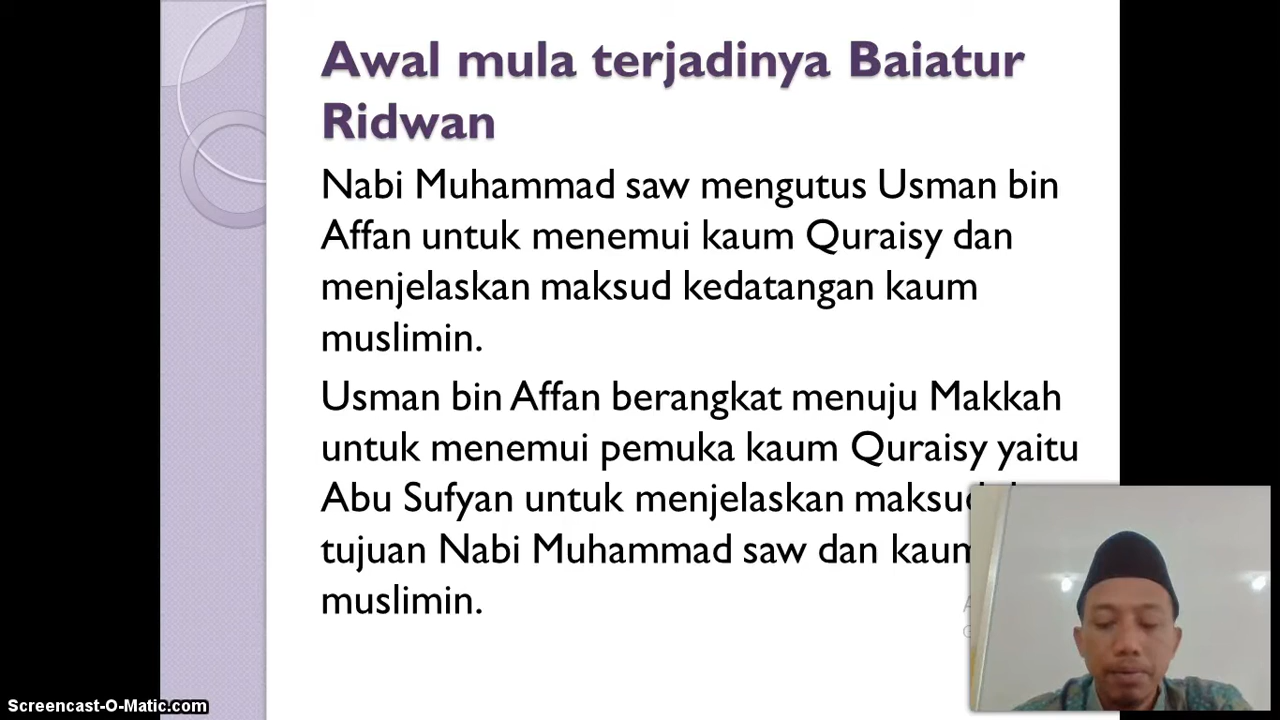 Awal mula terjadinya Baiatur
Ridwan
Nabi Muhammad saw mengutus Usman bin
Affan untuk menemui kaum Quraisy dan
menjelaskan maksud kedatangan kaum
muslimin.
Usman bin Affan berangkat menuju Makkah
untuk menemui pemuka kaum Quraisy yaitu
Abu Sufyan untuk menjelaskan
tujuan Nabi Muhammad saw dan kaum
muslimin.
Screencast-O-Matic.com